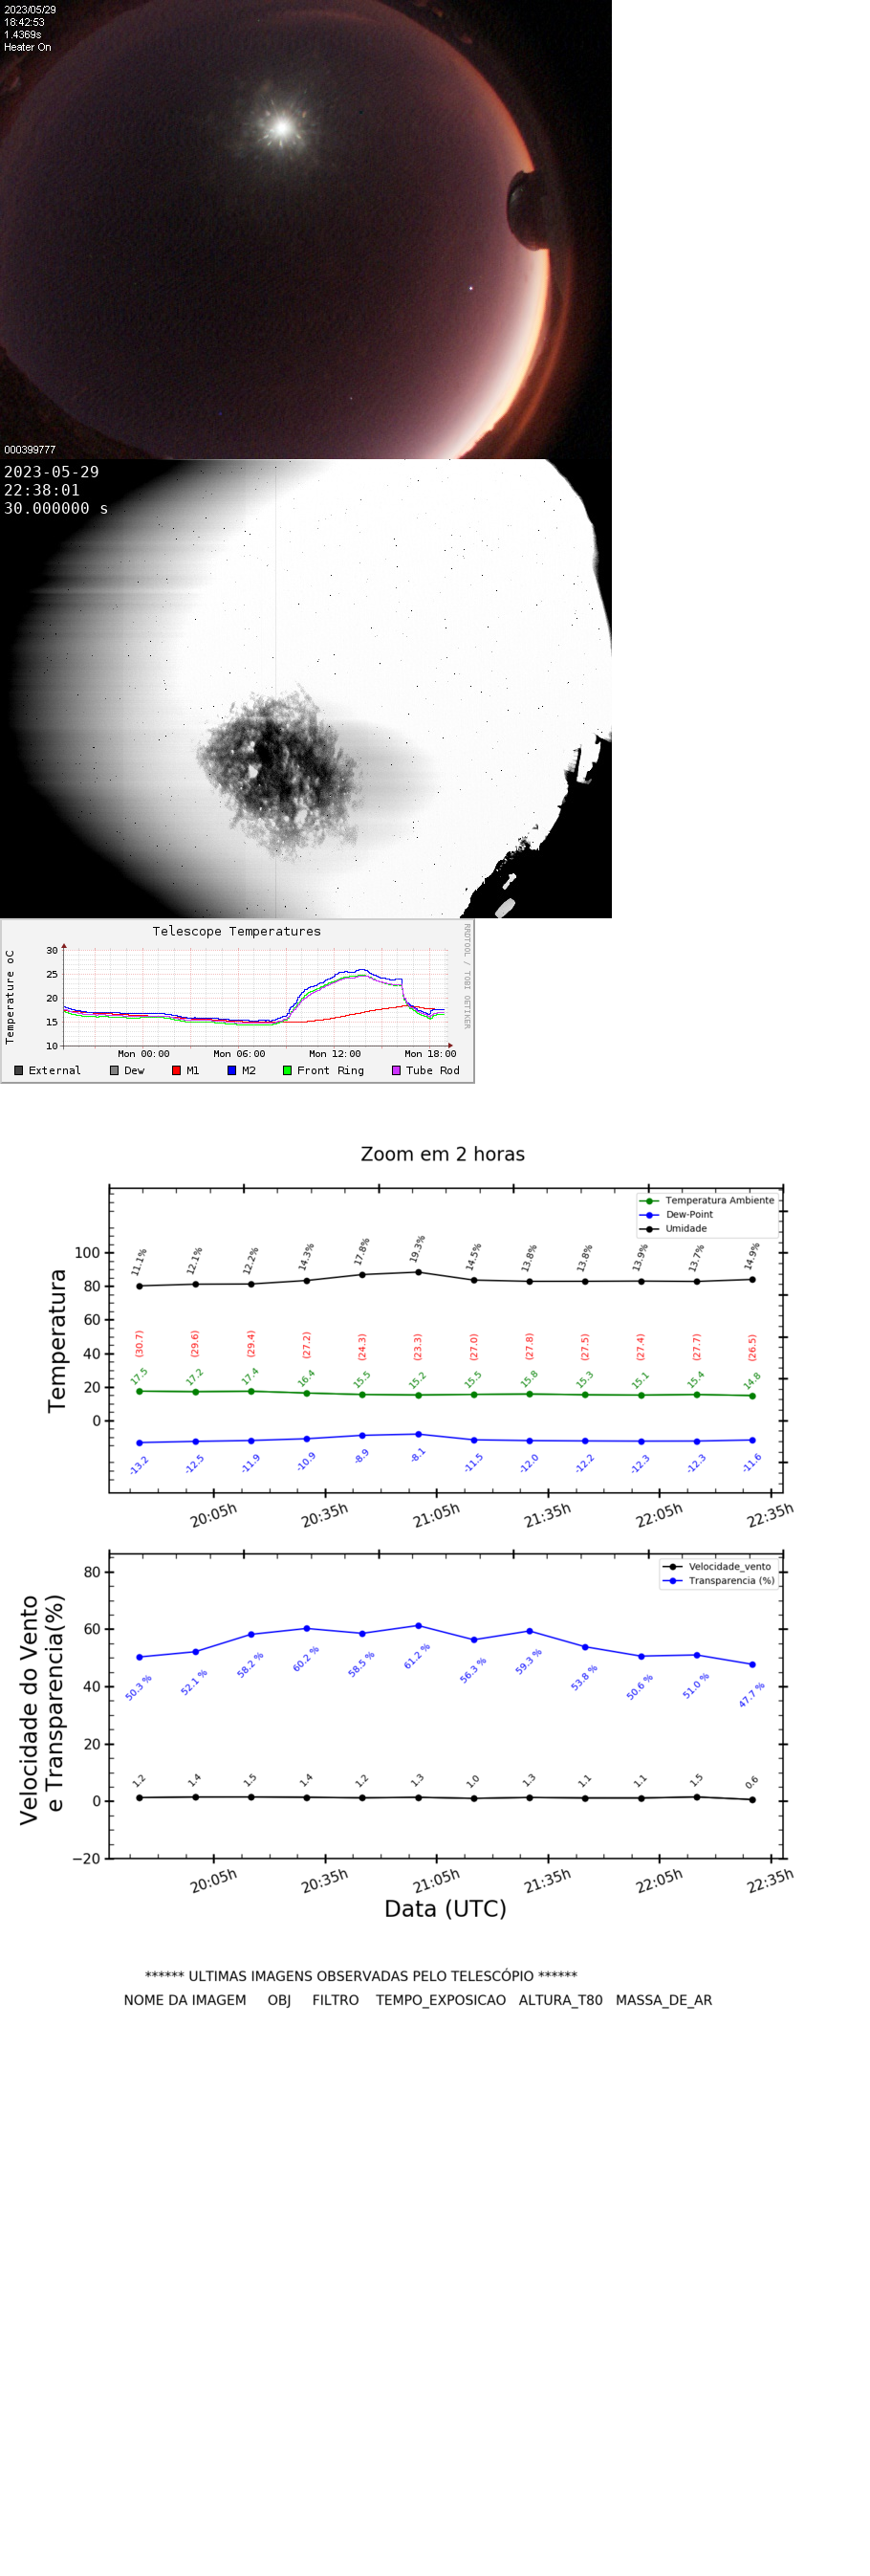 2023/05/29
18:42:53
1.4369s
Heater On
000399777
2023-05-29
22:38:01
30.000000 s
Telescope Temperatures
RRDTOOL / TOBI OETIKER
Temperature oC
30
25
20
15
10
Mon 00:00 Mon 06:00 Mon 12:00 Mon 18:00
External Dew M1 M2 Front Ring Tube Rod
Zoom em 2 horas
Temperatura Ambiente
Dew-Point
Umidade
Temperatura
100
80
60
40
20
0
11.1% 12.1% 12.2% 14.3% 17.8% 19.3% 14.5% 13.8% 13.8% 13.9% 13.7% 14.9%
(30.7) (29.6) (29.4) (27.2) (24.3) (23.3) (27.0) (27.8) (27.5) (27.4) (27.7) (26.5)
17.5 17.2 17.4 16.4 15.5 15.2 15.5 15.8 15.3 15.1 15.4 14.8
-13.2 -12.5 -11.9 -10.9 -8.9 -8.1 -11.5 -12.0 -12.2 -12.3 -12.3 -11.6
20:05h 20:35h 21:05h 21:35h 22:05h 22:35h
Velocidade_vento
Transparencia (%)
Velocidade do Vento
e Transparencia(%)
80
60
40
20
0
−20
50.3 % 52.1 % 58.2 % 60.2 % 58.5 % 61.2 % 56.3 % 59.3 % 53.8 % 50.6 % 51.0 % 47.7 %
1.2 1.4 1.5 1.4 1.2 1.3 1.0 1.3 1.1 1.1 1.5 0.6
20:05h 20:35h 21:05h 21:35h 22:05h 22:35h
Data (UTC)
****** ULTIMAS IMAGENS OBSERVADAS PELO TELESCÓPIO ******
NOME DA IMAGEM OBJ FILTRO TEMPO_EXPOSICAO ALTURA_T80 MASSA_DE_AR